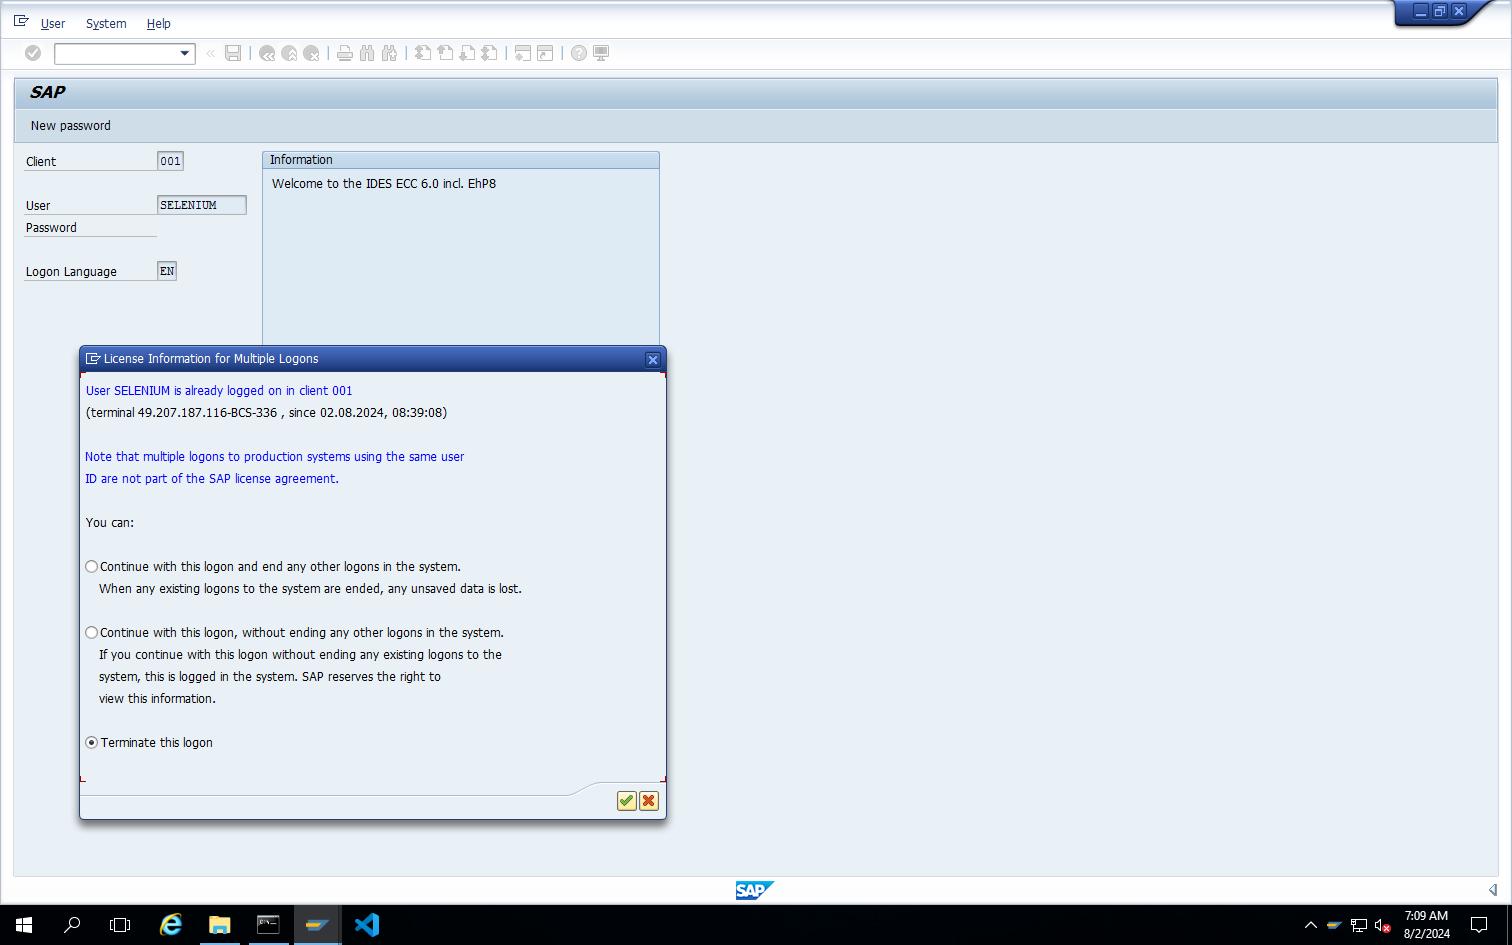 User System Help
SAP
New password
Client 001
User SELENIUM
Password
Logon Language EN
Information
Welcome to the IDES ECC 6.0 incl. EhP8
License Information for Multiple Logons
User SELENIUM is already logged on in client 001
(terminal 49.207.187.116-BCS-336 , since 02.08.2024, 08:39:08)
Note that multiple logons to production systems using the same user
ID are not part of the SAP license agreement.
You can:
Continue with this logon and end any other logons in the system.
When any existing logons to the system are ended, any unsaved data is lost.
Continue with this logon, without ending any other logons in the system.
If you continue with this logon without ending any existing logons to the
system, this is logged in the system. SAP reserves the right to
view this information.
Terminate this logon
SAP
7:09 AM
8/2/2024